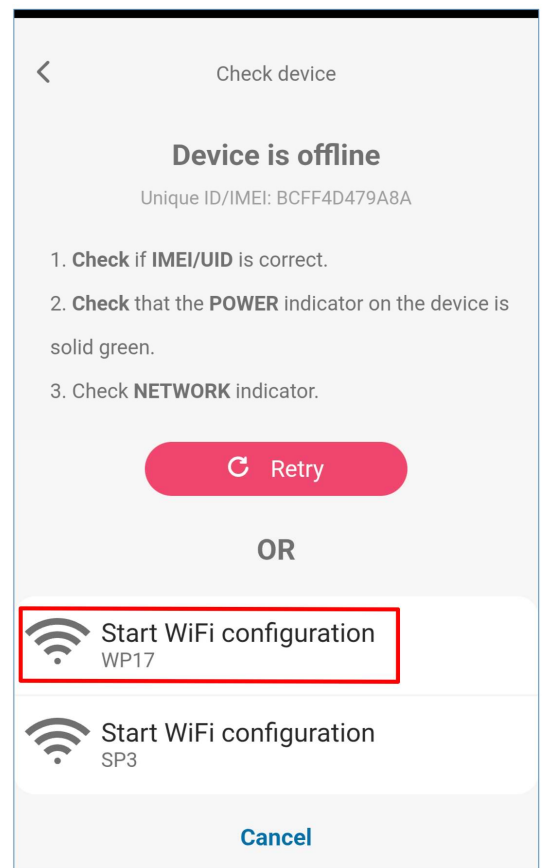 Check device
Device is offline
Unique ID/IMEI: BCFF4D479A8A
1. Check if IMEI/UID is correct.
2. Check that the POWER indicator on the device is
solid green.
3. Check NETWORK indicator.
Retry
OR
Start WiFi configuration
WP17
Start WiFi configuration
SP3
Cancel